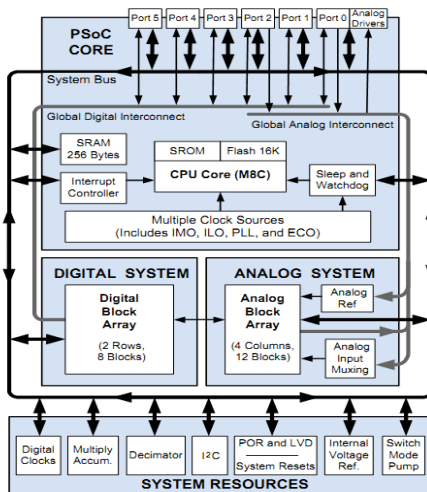 Port 5 Port 4 Port 3 Port 2 Port 1 Port 0 Analog
Drivers
PSoC
CORE
System Bus
Global Digital Interconnect
Global Analog Interconnect
SRAM
256 Bytes
SROM Flash 16K
CPU Core (M8C)
Interrupt
Controller
Sleep and
Watchdog
Multiple Clock Sources
(Includes IMO, ILO, PLL, and ECO)
DIGITAL SYSTEM
Digital
Block
Array
(2 Rows,
8 Blocks)
ANALOG SYSTEM
Analog
Block
Array
(4 Columns,
12 Blocks)
Analog
Ref
Analog
Input
Muxing
Digital
Clocks
Multiply
Accum.
Decimator
I²C
POR and LVD
System Resets
Internal
Voltage
Ref.
Switch
Mode
Pump
SYSTEM RESOURCES